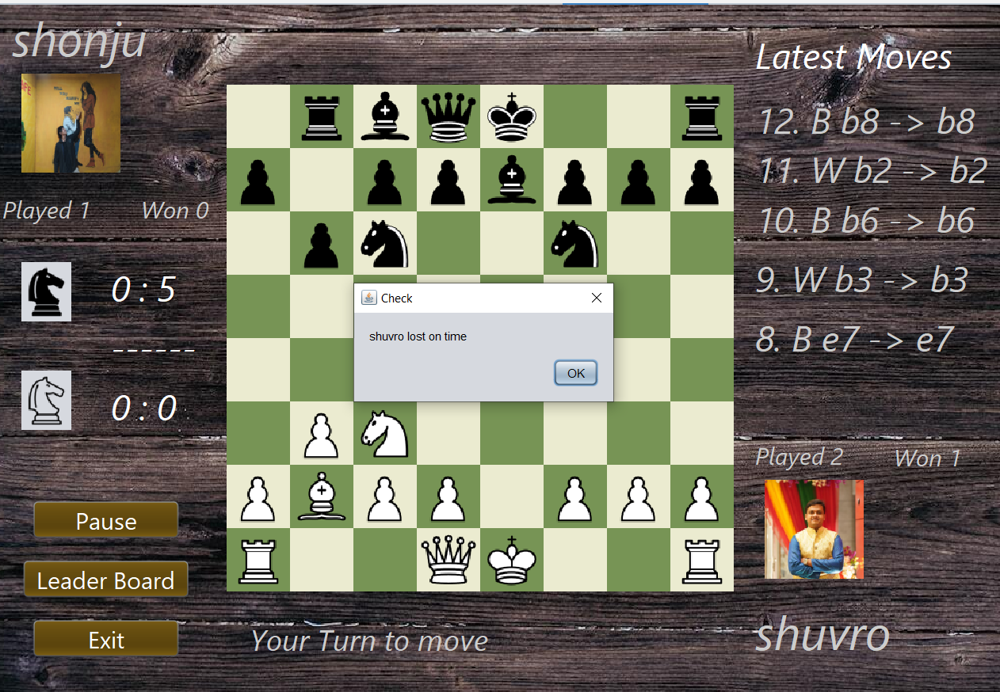 shonju
Played 1 Won 0
0 : 5
------
0 : 0
Pause
Leader Board
Exit
Check
shuvro lost on time
OK
Your Turn to move
Latest Moves
12. B b8 -> b8
11. W b2 -> b2
10. B b6 -> b6
9. W b3 -> b3
8. B e7 -> e7
Played 2 Won 1
shuvro